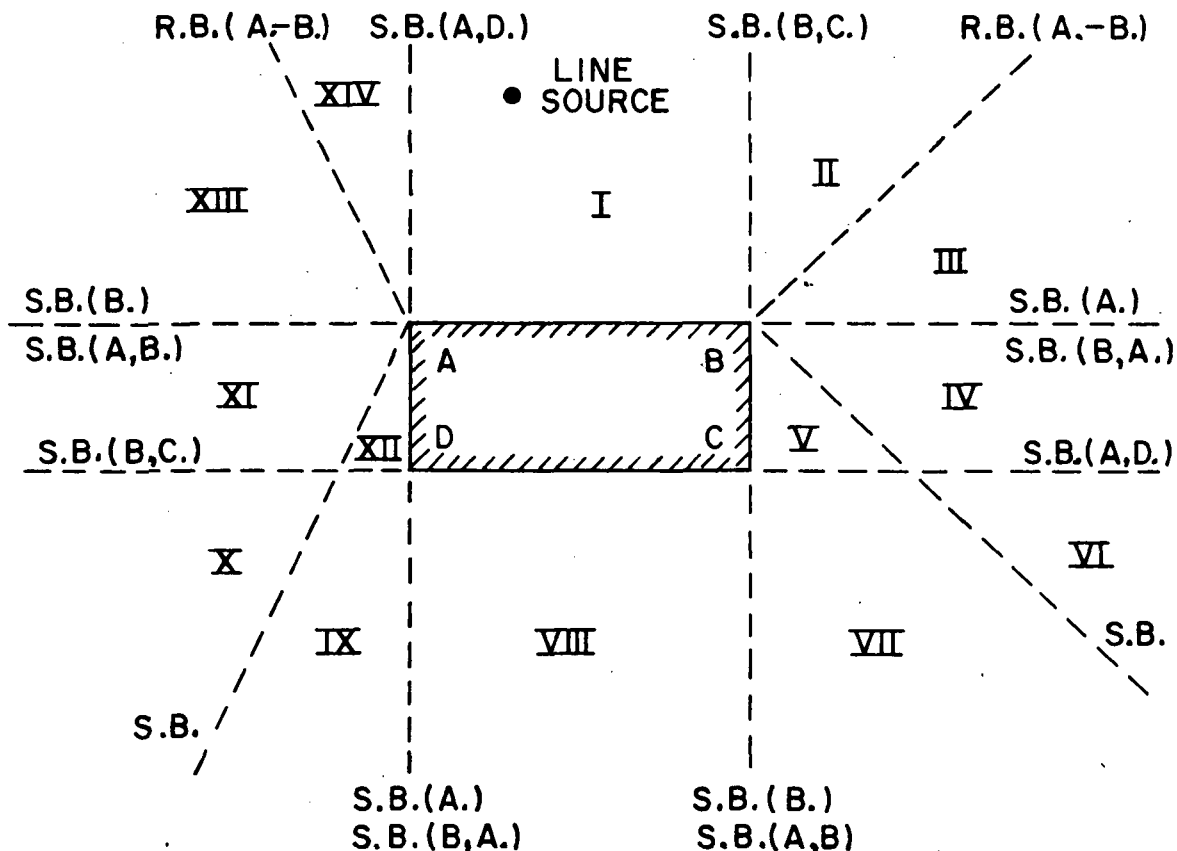 R.B.(A.-B.)
S.B.(A,D.)
S.B.(B,C.)
R.B.(A.-B.)
LINE
SOURCE
XIV
II
XIII
I
III
S.B.(B.)
S.B.(A.)
S.B.(A,B.)
S.B.(B,A.)
A
B
XI
IV
D
C
S.B.(B,C.)
XII
V
S.B.(A,D.)
X
VI
IX
VIII
VII
S.B.
S.B.
S.B.(A.)
S.B.(B,A.)
S.B.(B.)
S.B.(A,B)